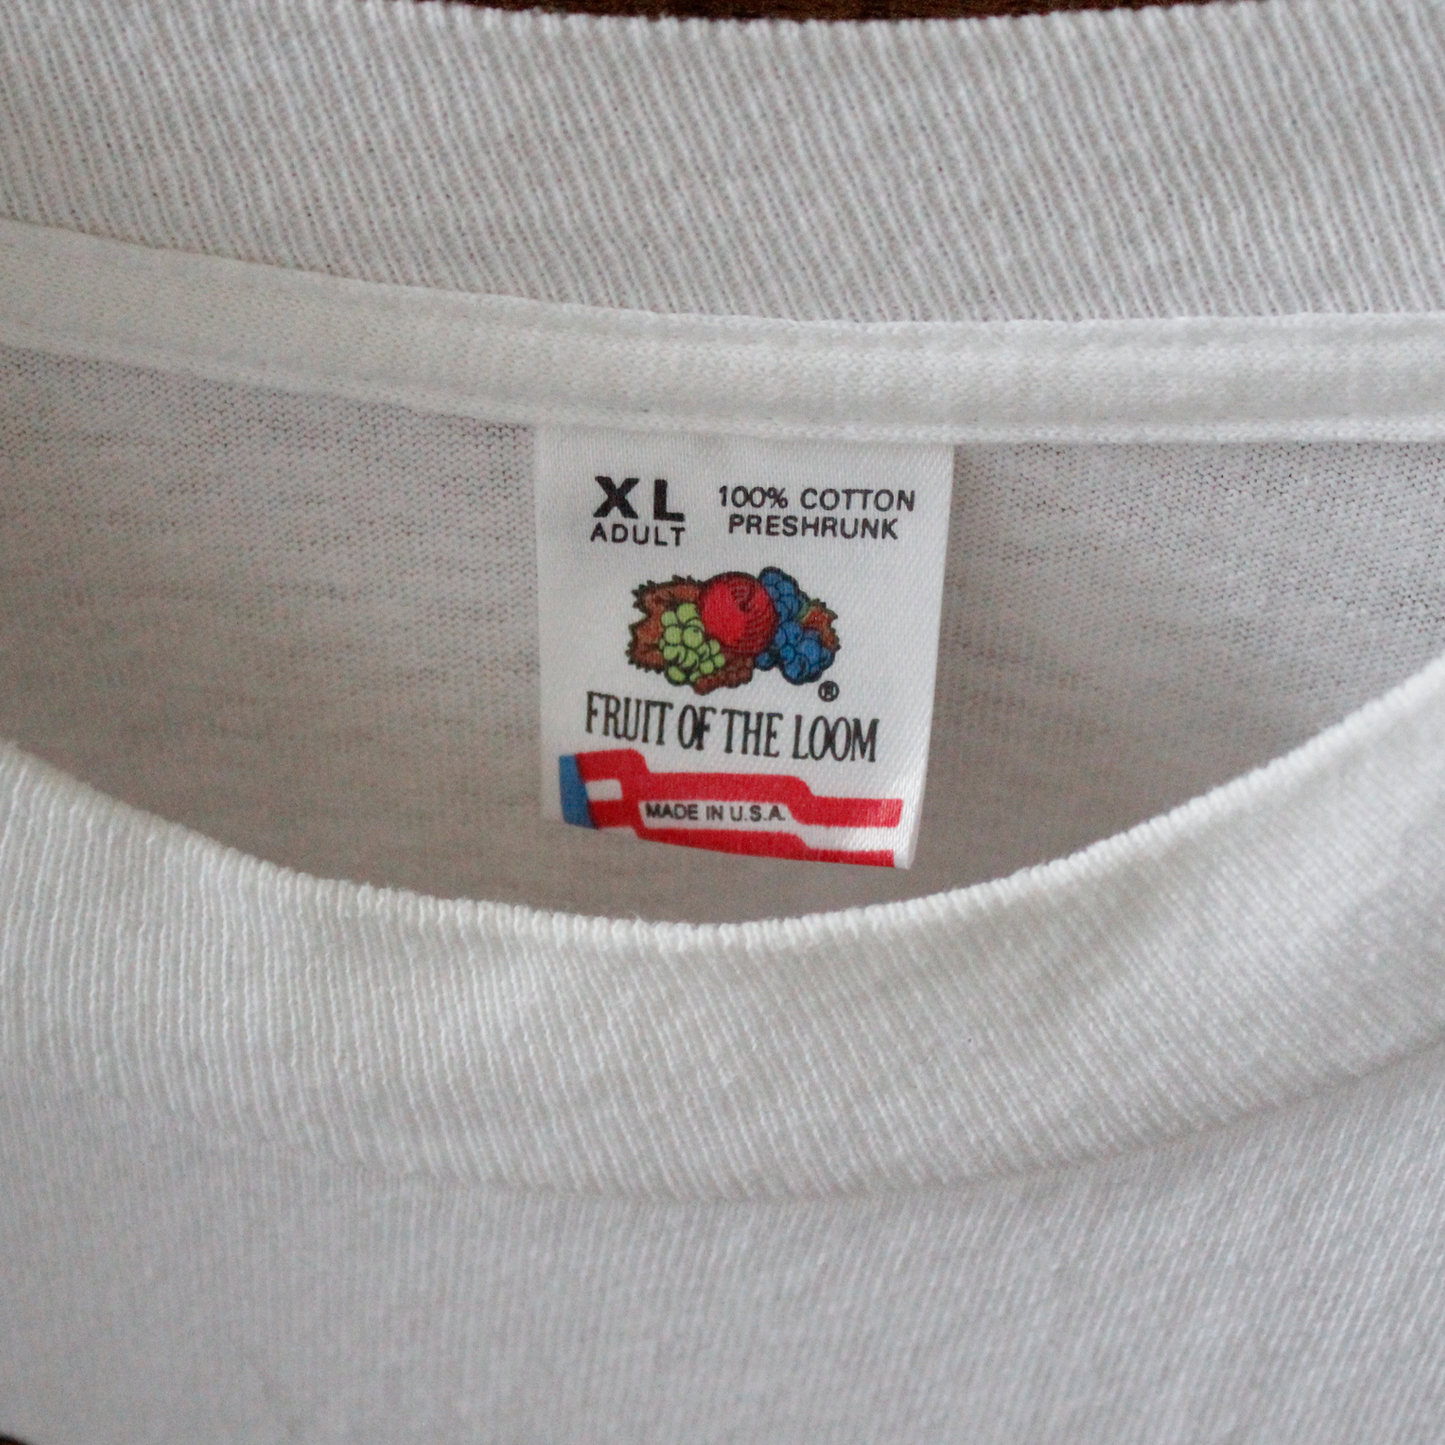 XL
ADULT
100% COTTON
PRESHRUNK
®
FRUIT OF THE LOOM
MADE IN U.S.A.